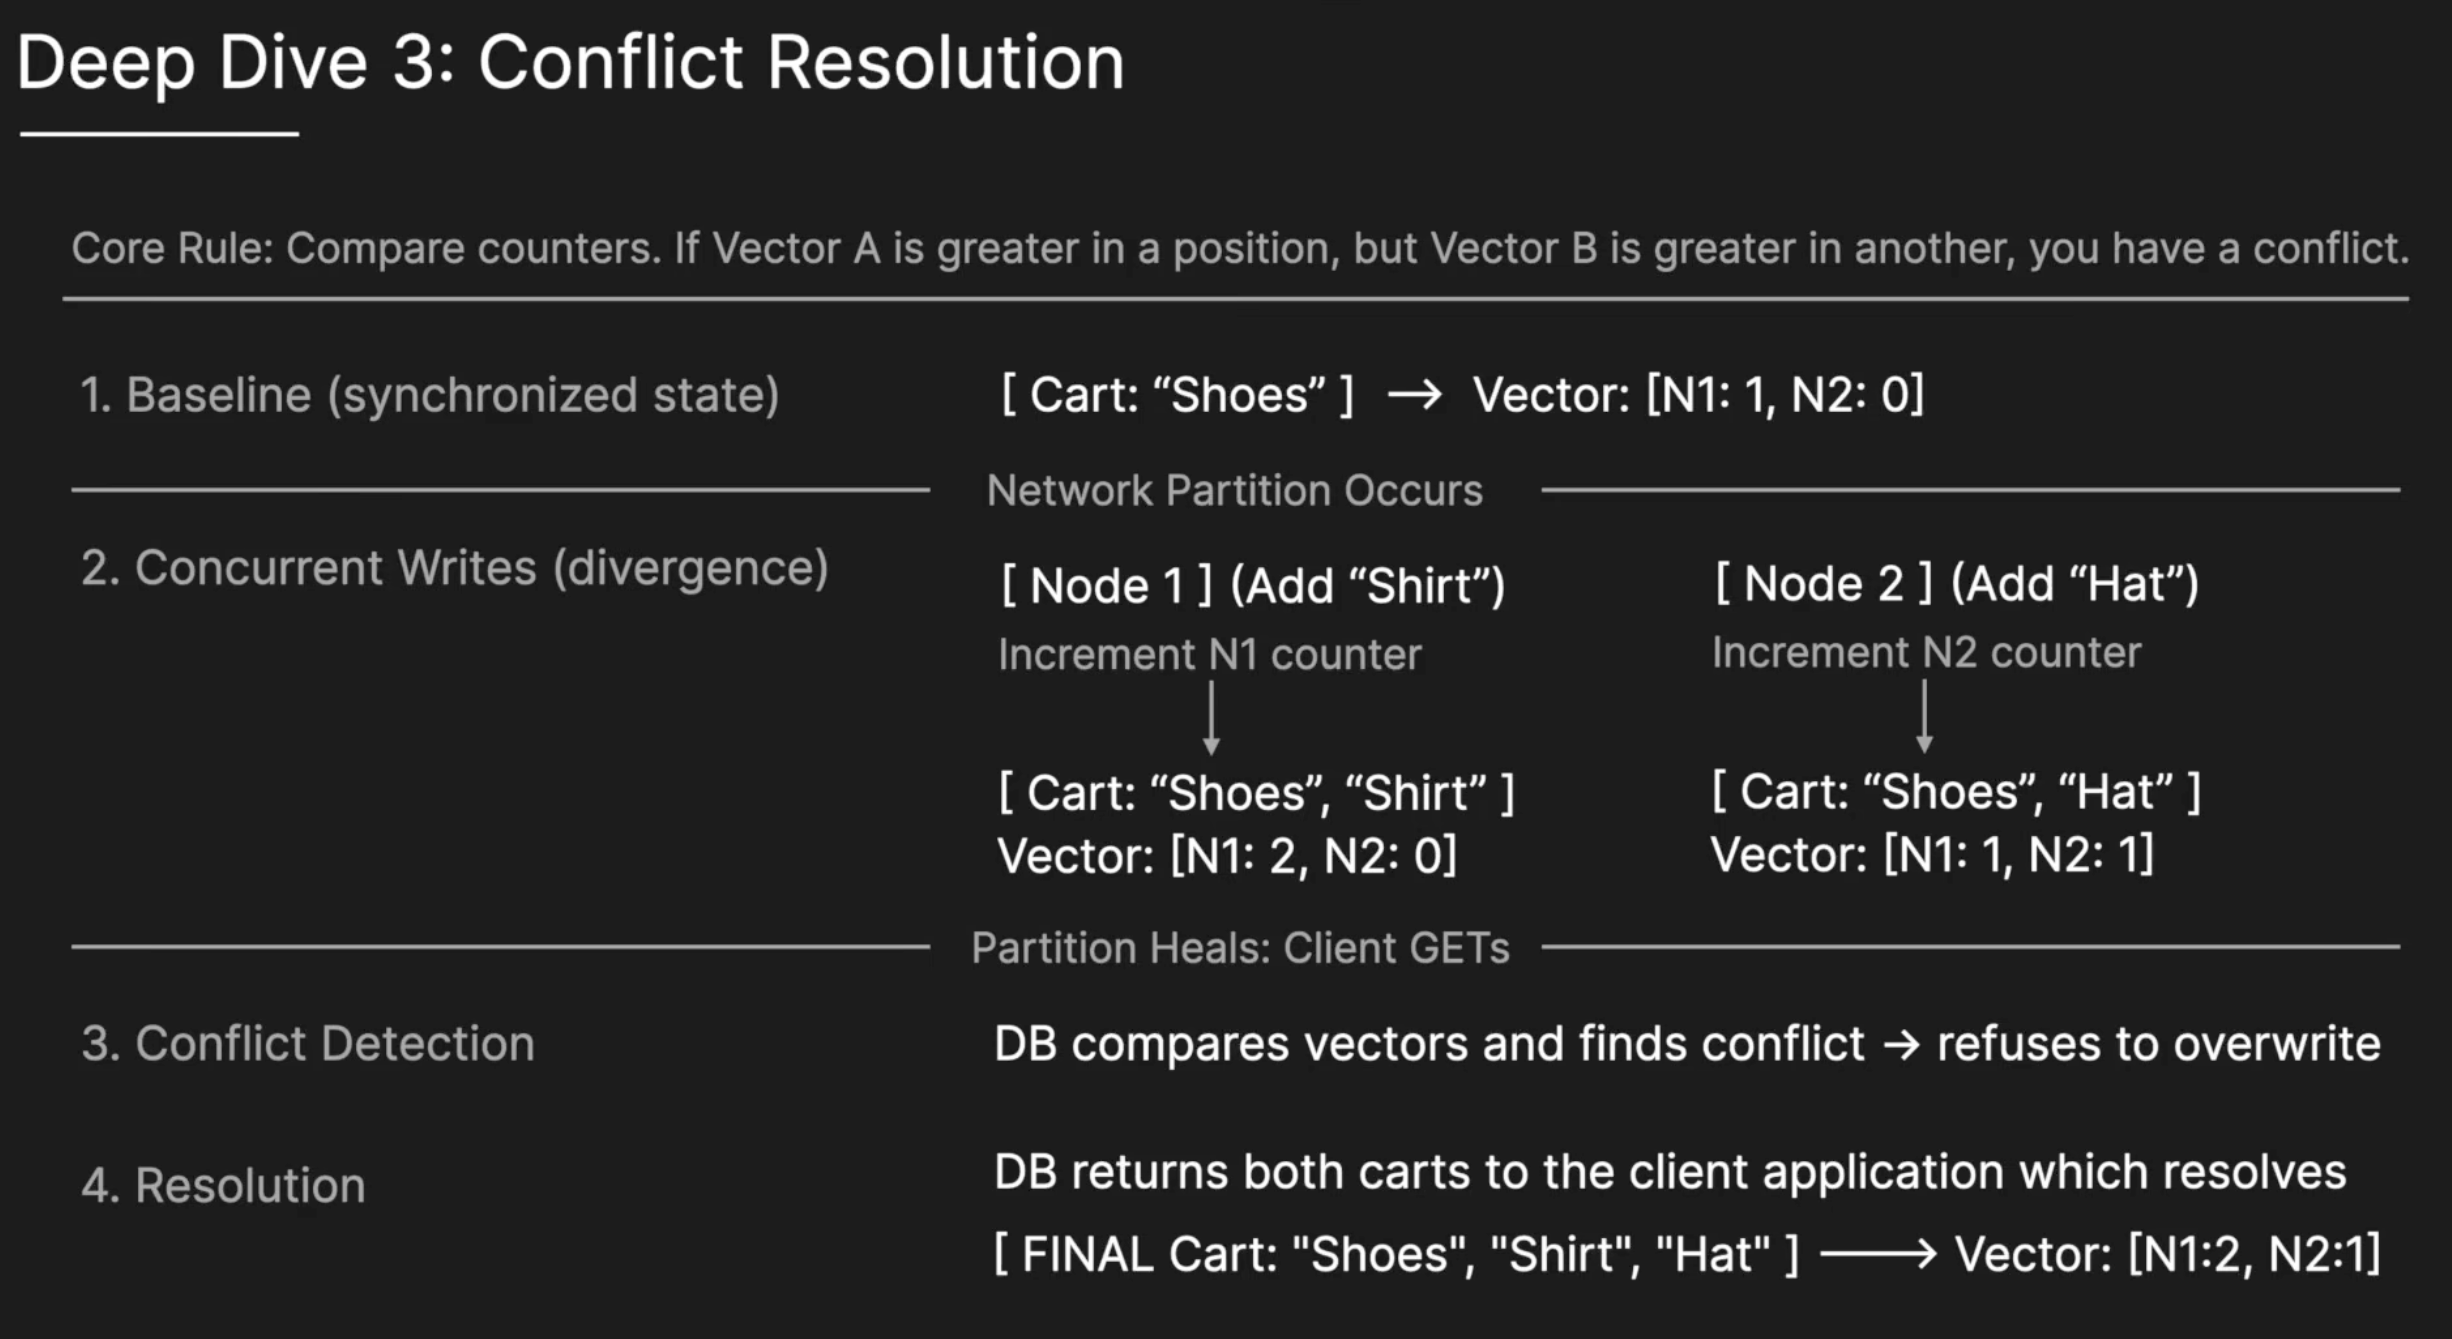 Deep Dive 3: Conflict Resolution
Core Rule: Compare counters. If Vector A is greater in a position, but Vector B is greater in another, you have a conflict.
1. Baseline (synchronized state)
[ Cart: “Shoes” ] → Vector: [N1: 1, N2: 0]
Network Partition Occurs
2. Concurrent Writes (divergence)
[ Node 1 ] (Add “Shirt”)
Increment N1 counter
[ Cart: “Shoes”, “Shirt” ]
Vector: [N1: 2, N2: 0]
[ Node 2 ] (Add “Hat”)
Increment N2 counter
[ Cart: “Shoes”, “Hat” ]
Vector: [N1: 1, N2: 1]
Partition Heals: Client GETs
3. Conflict Detection
DB compares vectors and finds conflict → refuses to overwrite
4. Resolution
DB returns both carts to the client application which resolves
[ FINAL Cart: "Shoes", "Shirt", "Hat" ] → Vector: [N1:2, N2:1]